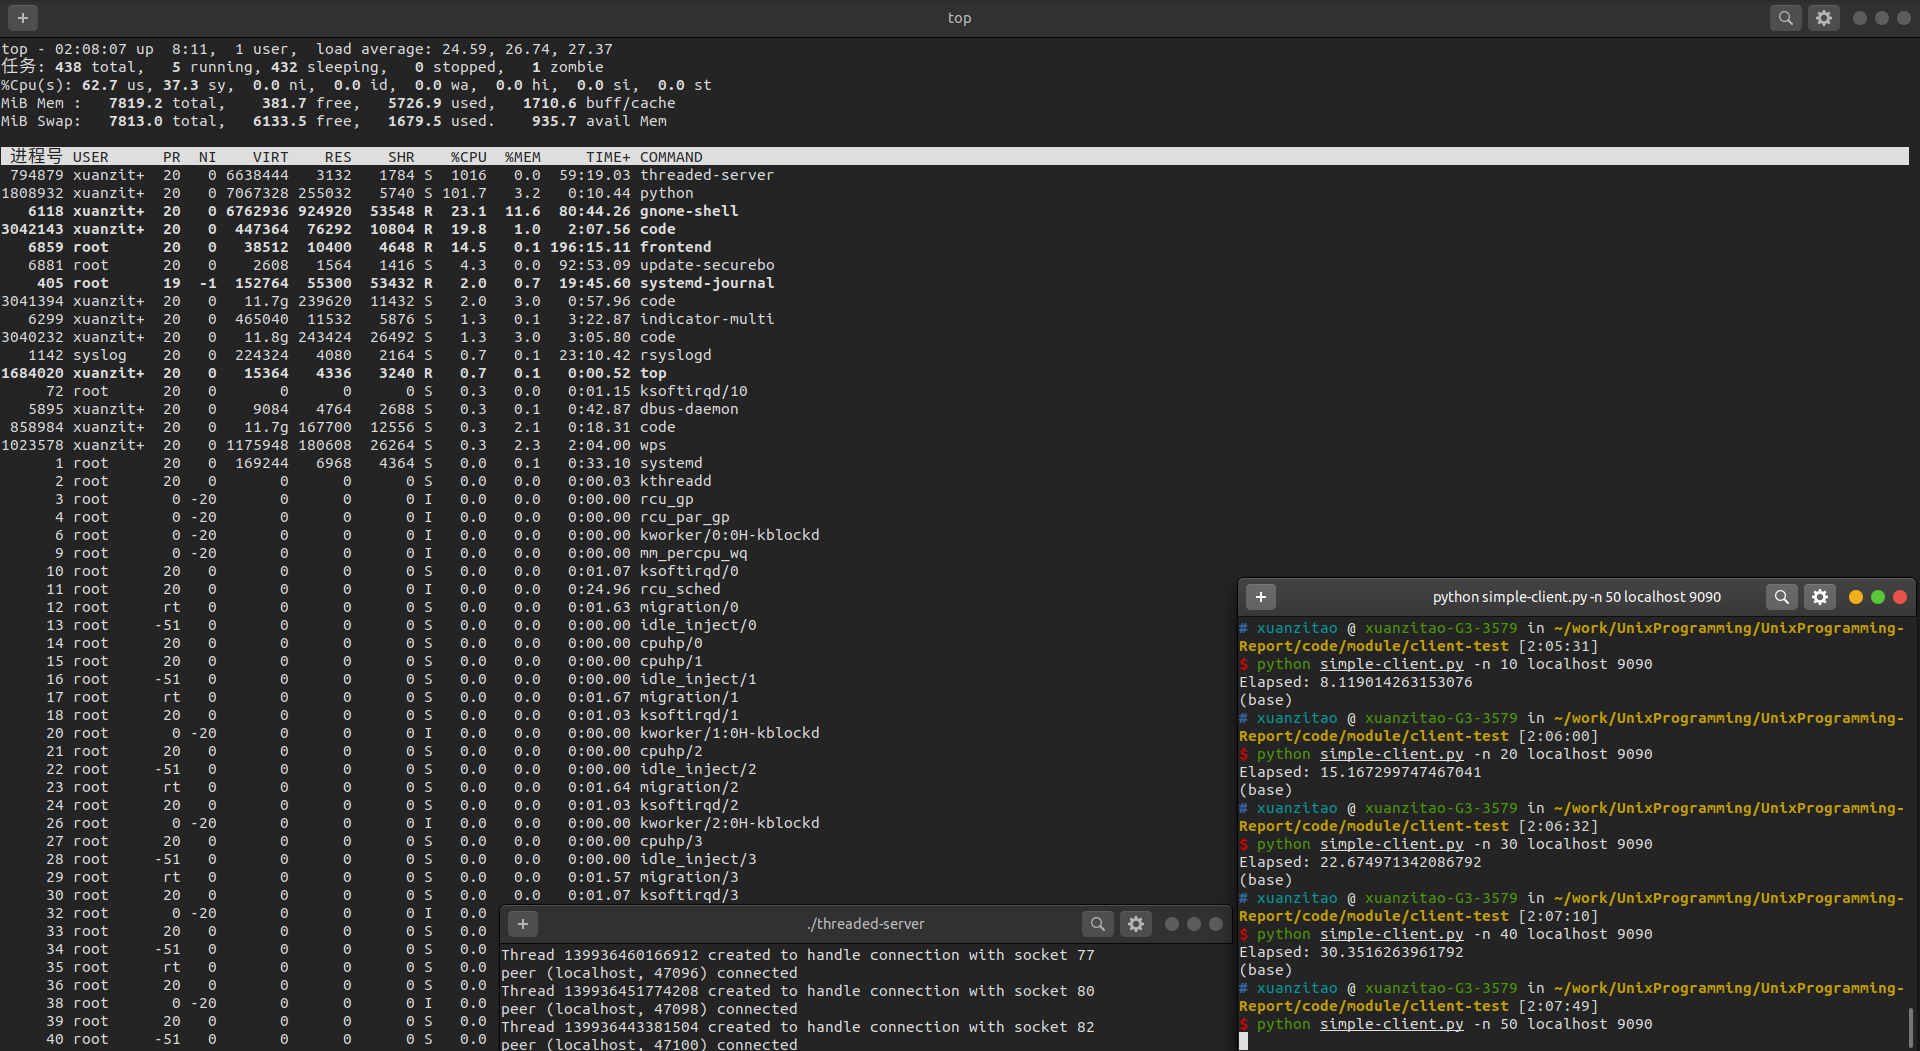 top
top - 02:08:07 up  8:11,  1 user,  load average: 24.59, 26.74, 27.37
任务: 438 total,   5 running, 432 sleeping,   0 stopped,   1 zombie
%Cpu(s): 62.7 us, 37.3 sy,  0.0 ni,  0.0 id,  0.0 wa,  0.0 hi,  0.0 si,  0.0 st
MiB Mem :   7819.2 total,    381.7 free,   5726.9 used,   1710.6 buff/cache
MiB Swap:   7813.0 total,   6133.5 free,   1679.5 used.    935.7 avail Mem
进程号 USER      PR  NI    VIRT    RES    SHR    %CPU  %MEM     TIME+ COMMAND
794879 xuanzit+  20   0 6638444   3132   1784 S  1016   0.0  59:19.03 threaded-server
1808932 xuanzit+  20   0 7067328 255032   5740 S 101.7   3.2   0:10.44 python
6118 xuanzit+  20   0 6762936 924920  53548 R  23.1  11.6  80:44.26 gnome-shell
3042143 xuanzit+  20   0  447364  76292  10804 R  19.8   1.0   2:07.56 code
6859 root      20   0   38512  10400   4648 R  14.5   0.1 196:15.11 frontend
6881 root      20   0    2608   1564   1416 S   4.3   0.0  92:53.09 update-securebo
405 root      19  -1  152764  55300  53432 R   2.0   0.7  19:45.60 systemd-journal
3041394 xuanzit+  20   0   11.7g 239620  11432 S   2.0   3.0   0:57.96 code
6299 xuanzit+  20   0  465040  11532   5876 S   1.3   0.1   3:22.87 indicator-multi
3040232 xuanzit+  20   0   11.8g 243424  26492 S   1.3   3.0   3:05.80 code
1142 syslog    20   0  224324   4080   2164 S   0.7   0.1  23:10.42 rsyslogd
1684020 xuanzit+  20   0   15364   4336   3240 R   0.7   0.1   0:00.52 top
72 root      20   0       0      0      0 S   0.3   0.0   0:01.15 ksoftirqd/10
5895 xuanzit+  20   0    9084   4764   2688 S   0.3   0.1   0:42.87 dbus-daemon
858984 xuanzit+  20   0   11.7g 167700  12556 S   0.3   2.1   0:18.31 code
1023578 xuanzit+  20   0 1175948 180608  26264 S   0.3   2.3   2:04.00 wps
1 root      20   0  169244   6968   4364 S   0.0   0.1   0:33.10 systemd
2 root      20   0       0      0      0 S   0.0   0.0   0:00.03 kthreadd
3 root       0 -20       0      0      0 I   0.0   0.0   0:00.00 rcu_gp
4 root       0 -20       0      0      0 I   0.0   0.0   0:00.00 rcu_par_gp
6 root       0 -20       0      0      0 I   0.0   0.0   0:00.00 kworker/0:0H-kblockd
9 root       0 -20       0      0      0 I   0.0   0.0   0:00.00 mm_percpu_wq
10 root      20   0       0      0      0 S   0.0   0.0   0:01.07 ksoftirqd/0
11 root      20   0       0      0      0 I   0.0   0.0   0:24.96 rcu_sched
12 root      rt   0       0      0      0 S   0.0   0.0   0:01.63 migration/0
13 root     -51   0       0      0      0 S   0.0   0.0   0:00.00 idle_inject/0
14 root      20   0       0      0      0 S   0.0   0.0   0:00.00 cpuhp/0
15 root      20   0       0      0      0 S   0.0   0.0   0:00.00 cpuhp/1
16 root     -51   0       0      0      0 S   0.0   0.0   0:00.00 idle_inject/1
17 root      rt   0       0      0      0 S   0.0   0.0   0:01.67 migration/1
18 root      20   0       0      0      0 S   0.0   0.0   0:01.03 ksoftirqd/1
20 root       0 -20       0      0      0 I   0.0   0.0   0:00.00 kworker/1:0H-kblockd
21 root      20   0       0      0      0 S   0.0   0.0   0:00.00 cpuhp/2
22 root     -51   0       0      0      0 S   0.0   0.0   0:00.00 idle_inject/2
23 root      rt   0       0      0      0 S   0.0   0.0   0:01.64 migration/2
24 root      20   0       0      0      0 S   0.0   0.0   0:01.03 ksoftirqd/2
26 root       0 -20       0      0      0 I   0.0   0.0   0:00.00 kworker/2:0H-kblockd
27 root      20   0       0      0      0 S   0.0   0.0   0:00.00 cpuhp/3
28 root     -51   0       0      0      0 S   0.0   0.0   0:00.00 idle_inject/3
29 root      rt   0       0      0      0 S   0.0   0.0   0:01.57 migration/3
30 root      20   0       0      0      0 S   0.0   0.0   0:01.07 ksoftirqd/3
32 root       0 -20       0      0      0 I   0.0
33 root      20   0       0      0      0 S   0.0
34 root     -51   0       0      0      0 S   0.0
35 root      rt   0       0      0      0 S   0.0
36 root      20   0       0      0      0 S   0.0
38 root       0 -20       0      0      0 I   0.0
39 root      20   0       0      0      0 S   0.0
40 root     -51   0       0      0      0 S   0.0
./threaded-server
Thread 139936460166912 created to handle connection with socket 77
peer (localhost, 47096) connected
Thread 139936451774208 created to handle connection with socket 80
peer (localhost, 47098) connected
Thread 139936443381504 created to handle connection with socket 82
peer (localhost, 47100) connected
python simple-client.py -n 50 localhost 9090
# xuanzitao @ xuanzitao-G3-3579 in ~/work/UnixProgramming/UnixProgramming-
Report/code/module/client-test [2:05:31]
$ python simple-client.py -n 10 localhost 9090
Elapsed: 8.119014263153076
(base)
# xuanzitao @ xuanzitao-G3-3579 in ~/work/UnixProgramming/UnixProgramming-
Report/code/module/client-test [2:06:00]
$ python simple-client.py -n 20 localhost 9090
Elapsed: 15.167299747467041
(base)
# xuanzitao @ xuanzitao-G3-3579 in ~/work/UnixProgramming/UnixProgramming-
Report/code/module/client-test [2:06:32]
$ python simple-client.py -n 30 localhost 9090
Elapsed: 22.674971342086792
(base)
# xuanzitao @ xuanzitao-G3-3579 in ~/work/UnixProgramming/UnixProgramming-
Report/code/module/client-test [2:07:10]
$ python simple-client.py -n 40 localhost 9090
Elapsed: 30.3516263961792
(base)
# xuanzitao @ xuanzitao-G3-3579 in ~/work/UnixProgramming/UnixProgramming-
Report/code/module/client-test [2:07:49]
$ python simple-client.py -n 50 localhost 9090